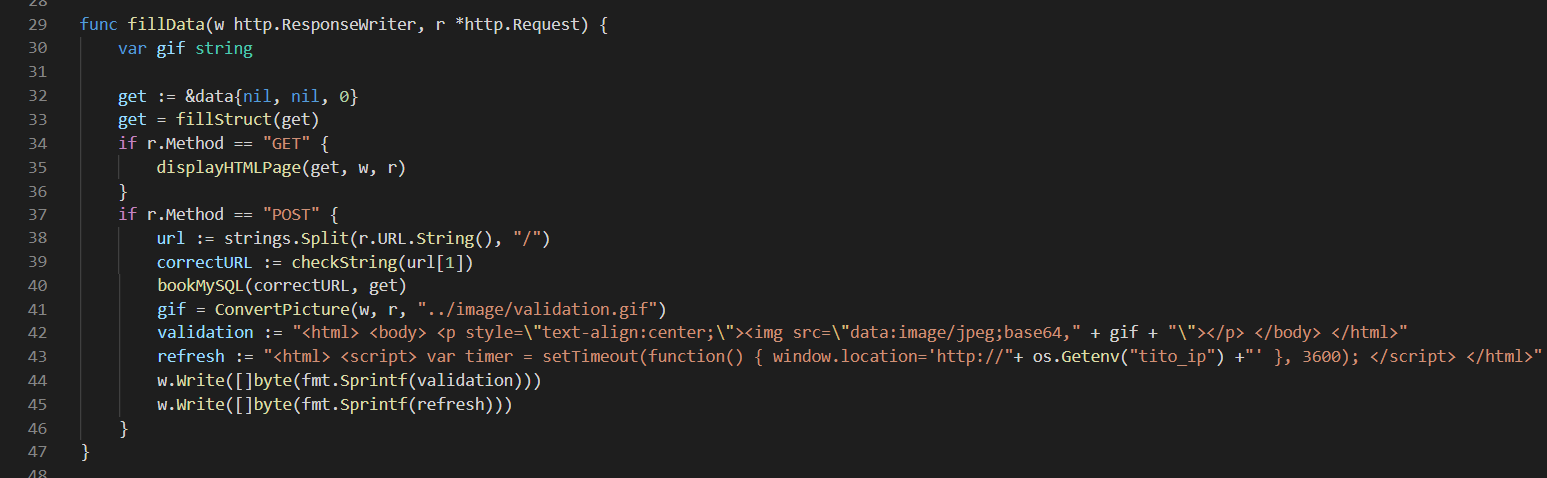 28
29 func fillData(w http.ResponseWriter, r *http.Request) {
30 var gif string
31
32 get := &data{nil, nil, 0}
33 get = fillStruct(get)
34 if r.Method == "GET" {
35 displayHTMLPage(get, w, r)
36 }
37 if r.Method == "POST" {
38 url := strings.Split(r.URL.String(), "/")
39 correctURL := checkString(url[1])
40 bookMySQL(correctURL, get)
41 gif = ConvertPicture(w, r, "../image/validation.gif")
42 validation := "<html> <body> <p style=\"text-align:center;\"><img src=\"data:image/jpeg;base64," + gif + "\"></p> </body> </html>"
43 refresh := "<html> <script> var timer = setTimeout(function() { window.location='http://"+ os.Getenv("tito_ip") +"' }, 3600); </script> </html>"
44 w.Write([]byte(fmt.Sprintf(validation)))
45 w.Write([]byte(fmt.Sprintf(refresh)))
46 }
47 }
48